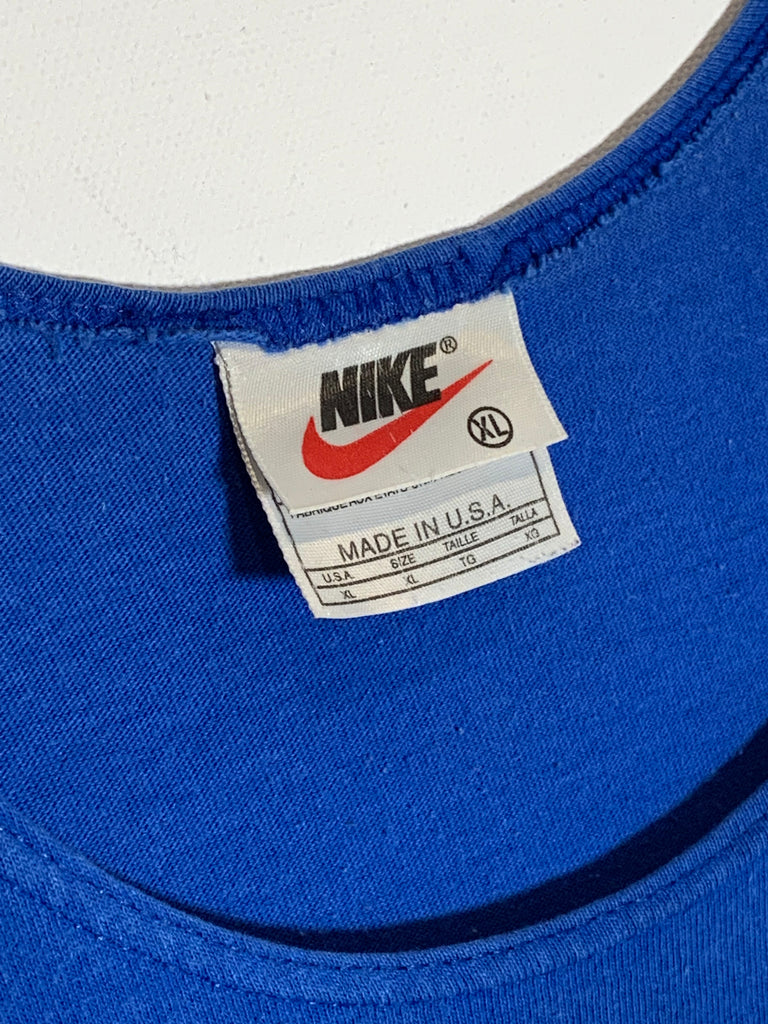 NIKE®
XL
MADE IN U.S.A.
U.S.A. SIZE TAILLE TALLA
XL XL TG XG